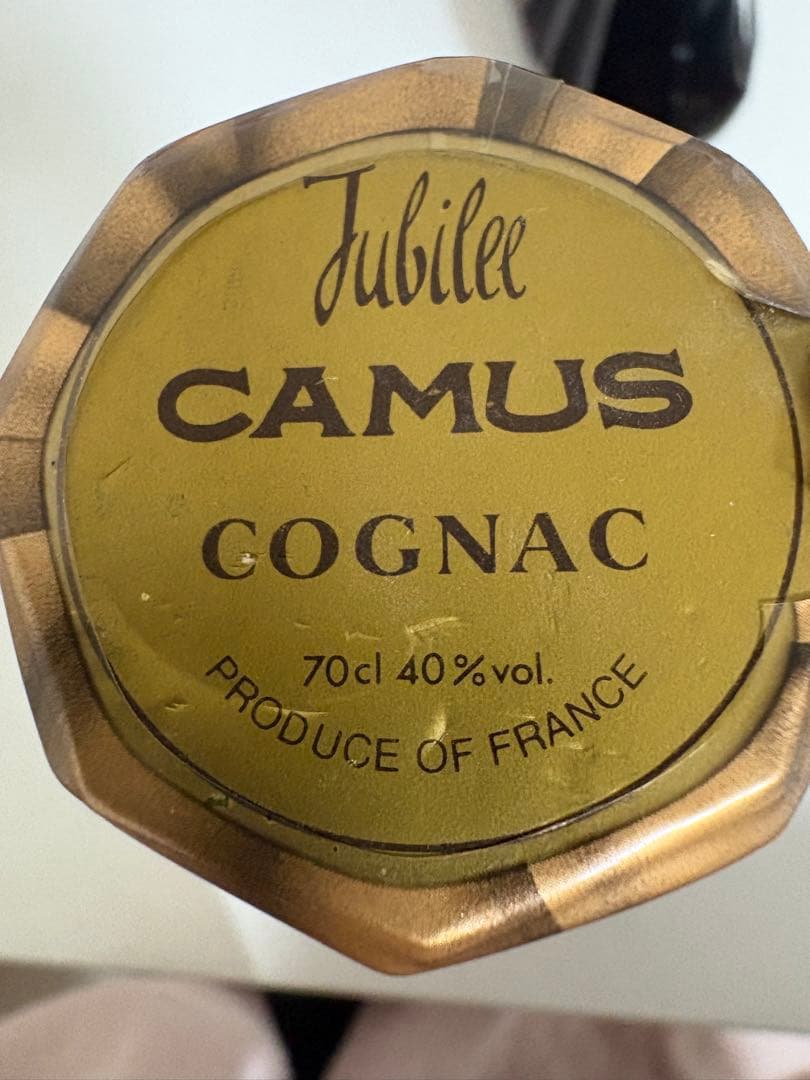 Jubilee
CAMUS
COGNAC
70cl 40%vol.
PRODUCE OF FRANCE